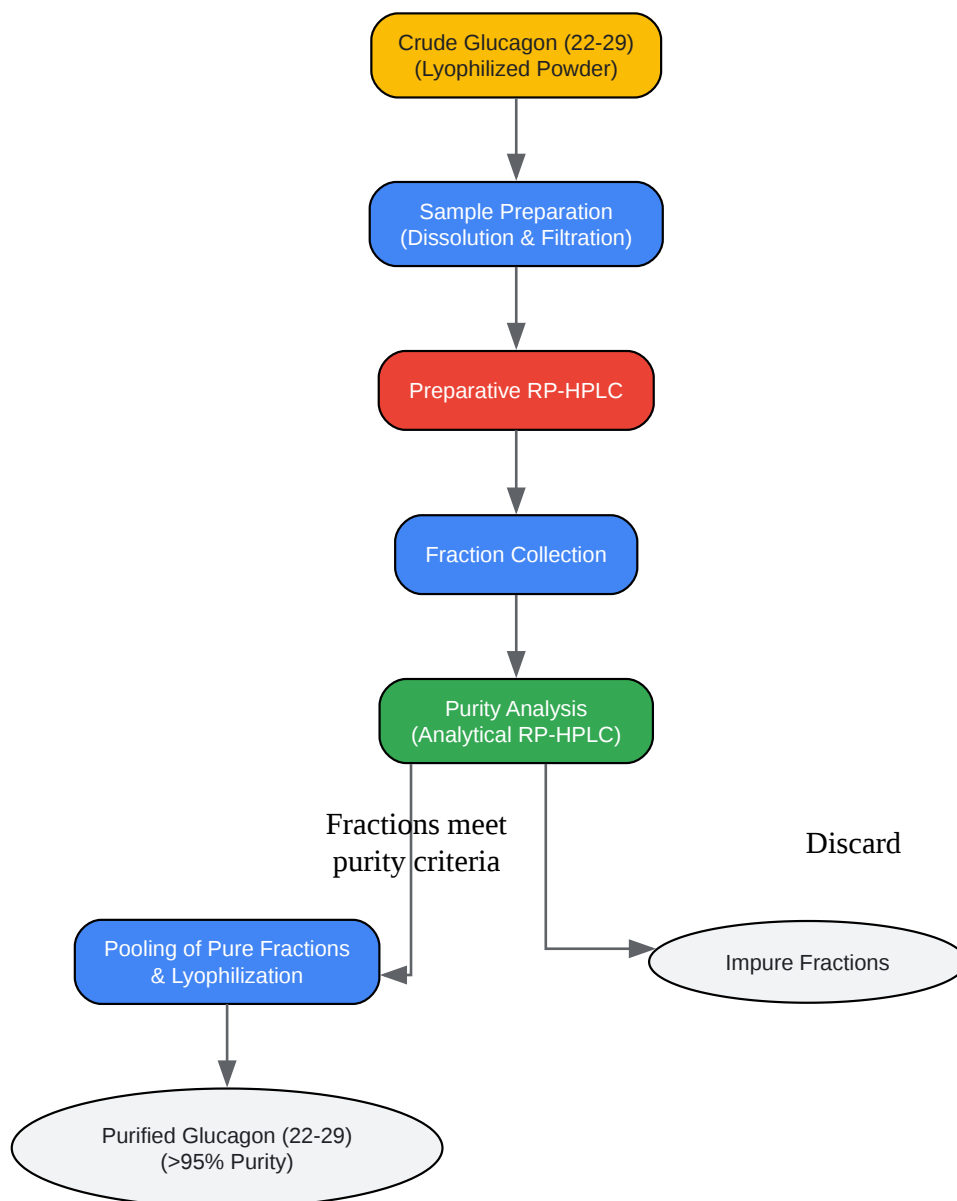 Crude Glucagon (22-29)
(Lyophilized Powder)
Sample Preparation
(Dissolution & Filtration)
Preparative RP-HPLC
Fraction Collection
Purity Analysis
(Analytical RP-HPLC)
Fractions meet
purity criteria
Discard
Pooling of Pure Fractions
& Lyophilization
Impure Fractions
Purified Glucagon (22-29)
(>95% Purity)